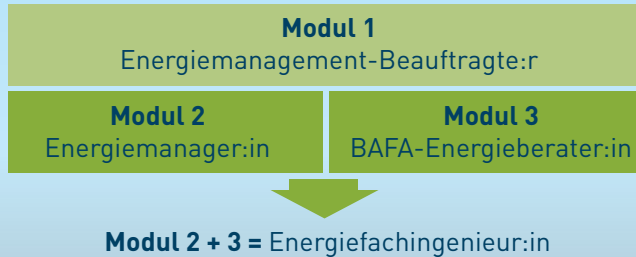 Modul 1
Energiemanagement-Beauftragte:r
Modul 2
Energiemanager:in
Modul 3
BAFA-Energieberater:in
Modul 2 + 3 = Energiefachingenieur:in